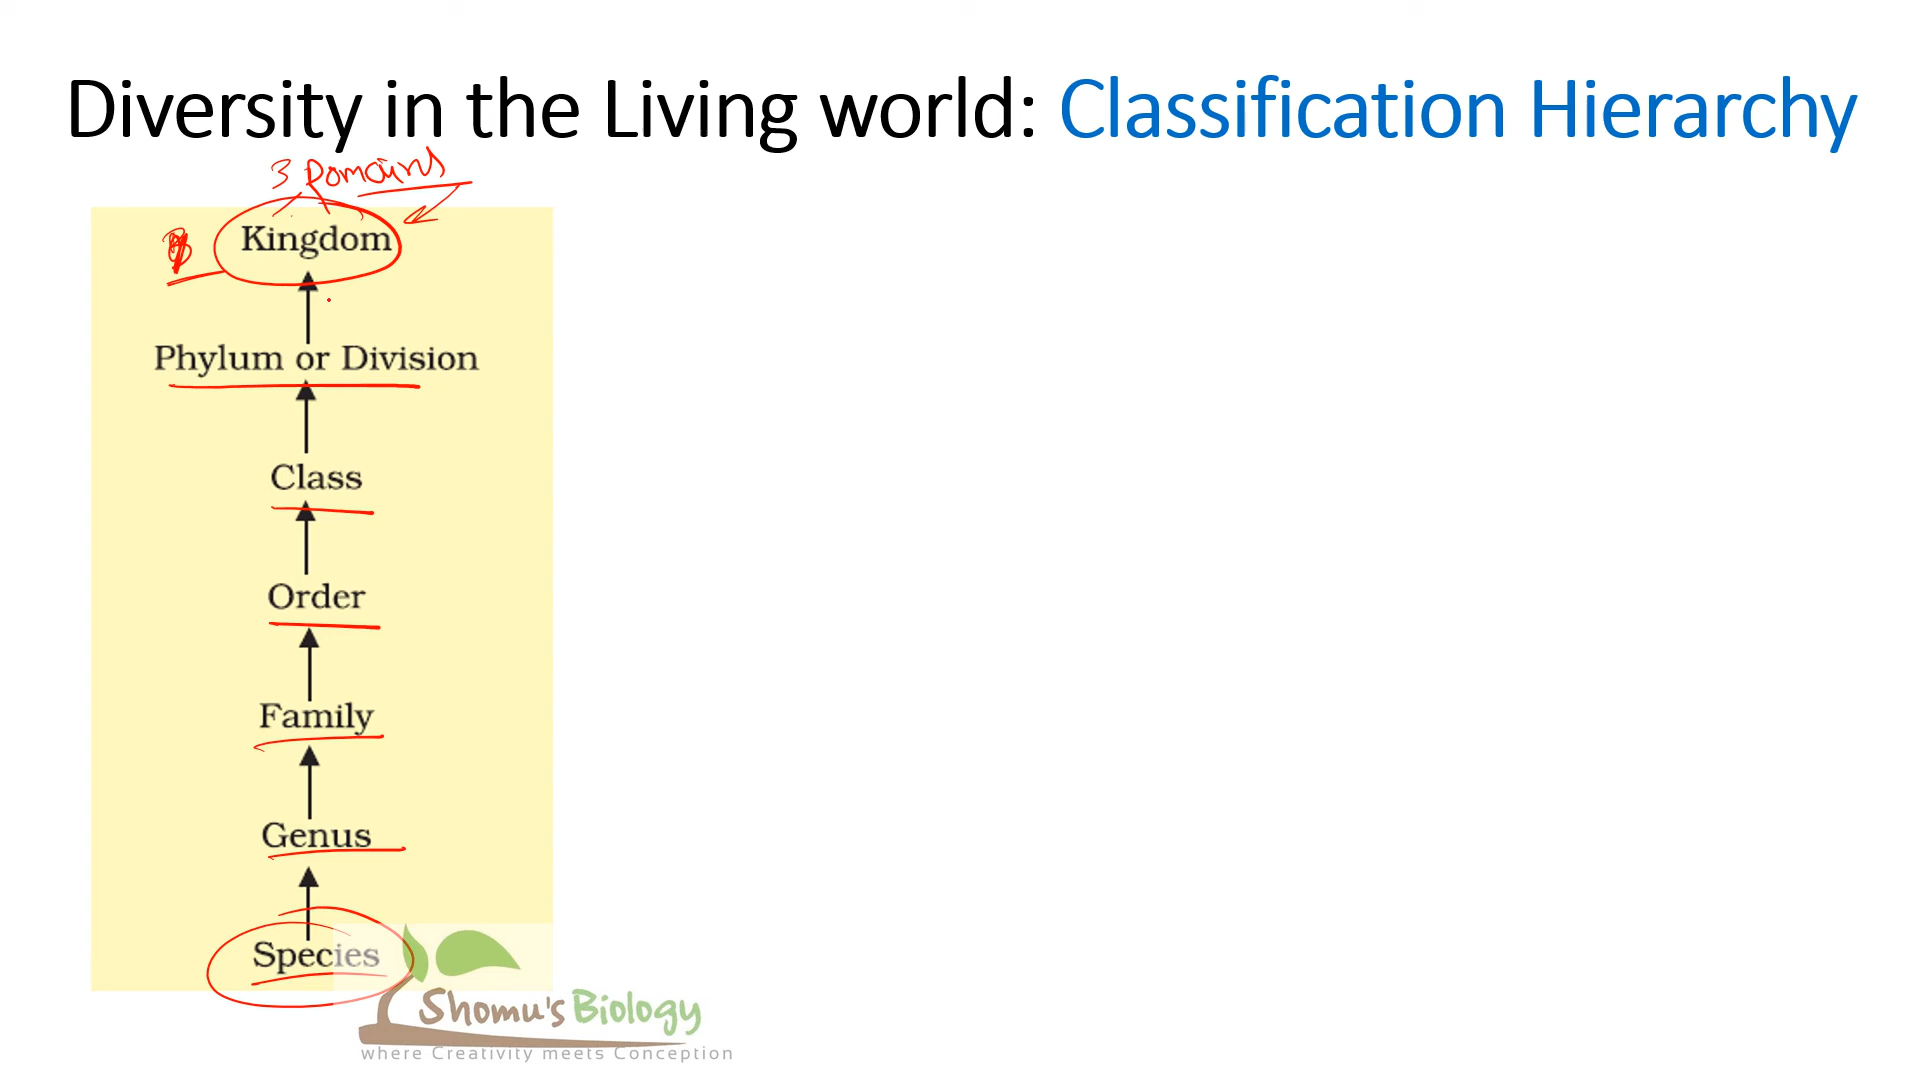 Diversity in the Living world: Classification Hierarchy
3 Domains
Kingdom
Phylum or Division
Class
Order
Family
Genus
Species
Shomu's Biology
where Creativity meets Conception